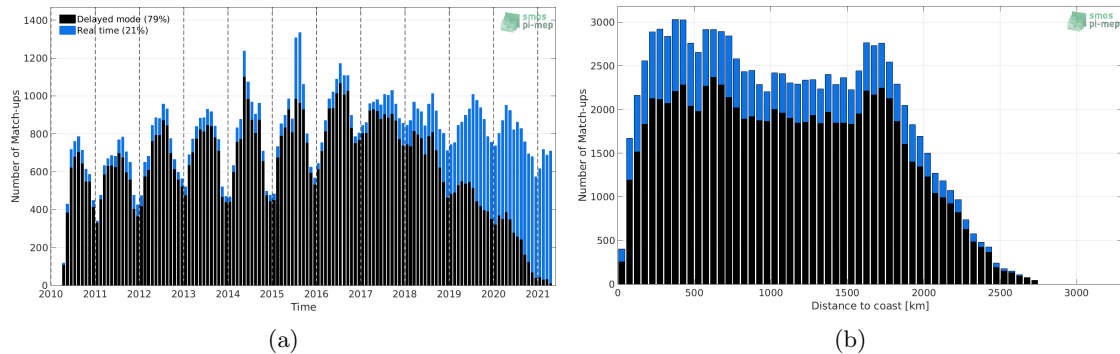 Delayed mode (79%)
Real time (21%)
smos
pi-mep
Number of Match-ups
1400
1200
1000
800
600
400
200
0
2010 2011 2012 2013 2014 2015 2016 2017 2018 2019 2020 2021
Time
(a)
smos
pi-mep
Number of Match-ups
3000
2500
2000
1500
1000
500
0
0 500 1000 1500 2000 2500 3000
Distance to coast [km]
(b)